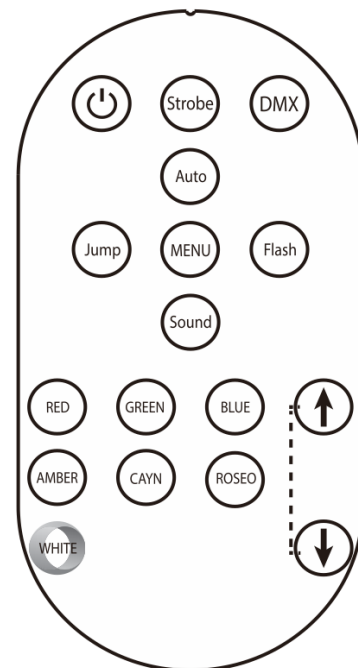 Strobe DMX
Auto
Jump MENU Flash
Sound
RED GREEN BLUE
AMBER CAYN ROSEO
WHITE